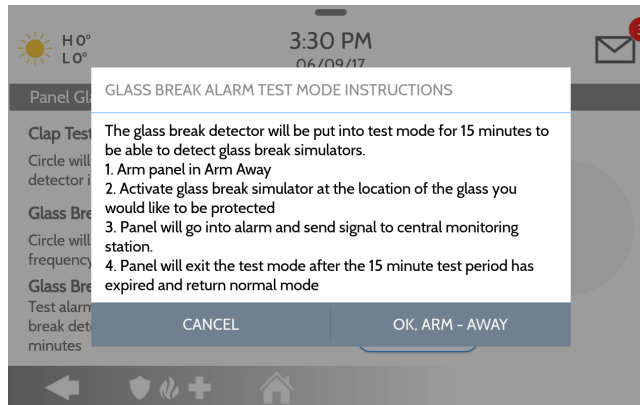 H 0°
L 0°
3:30 PM
06/09/17
3
Panel Gl
GLASS BREAK ALARM TEST MODE INSTRUCTIONS
Clap Test
Circle will
detector i
Glass Bre
Circle will
frequency
Glass Bre
Test alarm
break det
minutes
The glass break detector will be put into test mode for 15 minutes to
be able to detect glass break simulators.
1. Arm panel in Arm Away
2. Activate glass break simulator at the location of the glass you
would like to be protected
3. Panel will go into alarm and send signal to central monitoring
station.
4. Panel will exit the test mode after the 15 minute test period has
expired and return normal mode
CANCEL
OK, ARM - AWAY